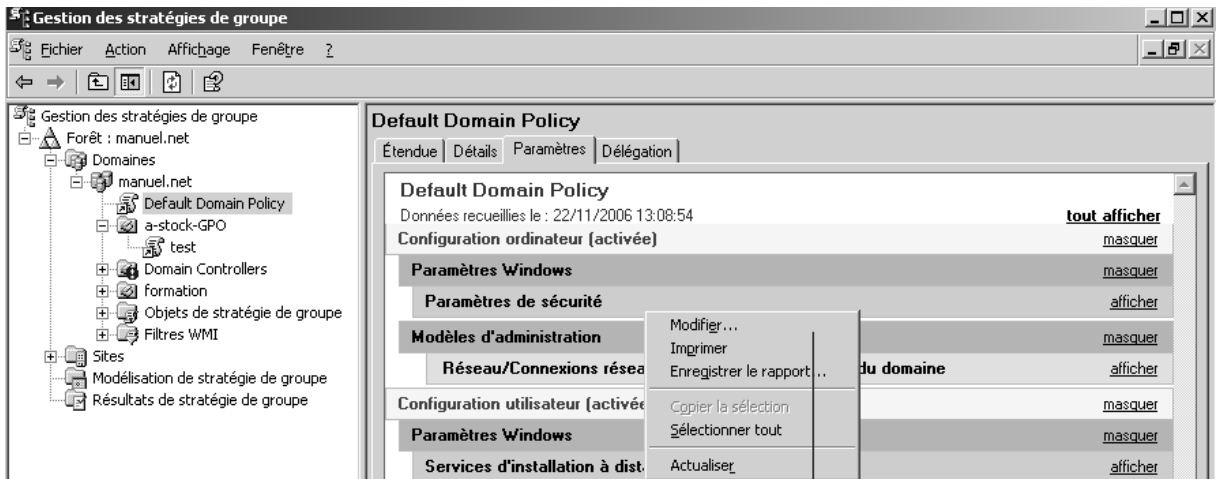 Gestion des stratégies de groupe
Fichier Action Affichage Fenêtre ?
Gestion des stratégies de groupe
Forêt : manuel.net
Domaines
manuel.net
Default Domain Policy
a-stock-GPO
test
Domain Controllers
formation
Objets de stratégie de groupe
Filtres WMI
Sites
Modélisation de stratégie de groupe
Résultats de stratégie de groupe
Default Domain Policy
Étendue Détails Paramètres Délégation
Default Domain Policy
Données recueillies le : 22/11/2006 13:08:54 tout afficher
Configuration ordinateur (activée) masquer
Paramètres Windows masquer
Paramètres de sécurité afficher
Modèles d'administration masquer
Réseau/Connexions résea du domaine afficher
Configuration utilisateur (activée masquer
Paramètres Windows masquer
Services d'installation à dist afficher
Modifier...
Imprimer
Enregistrer le rapport...
Copier la sélection
Sélectionner tout
Actualiser